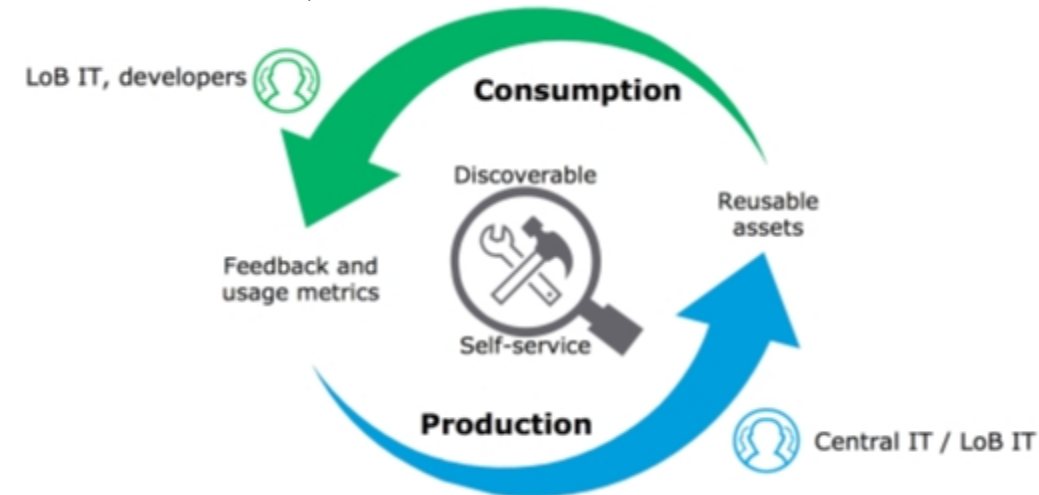 LoB IT, developers
Consumption
Discoverable
Reusable
assets
Feedback and
usage metrics
Self-service
Production
Central IT / LoB IT